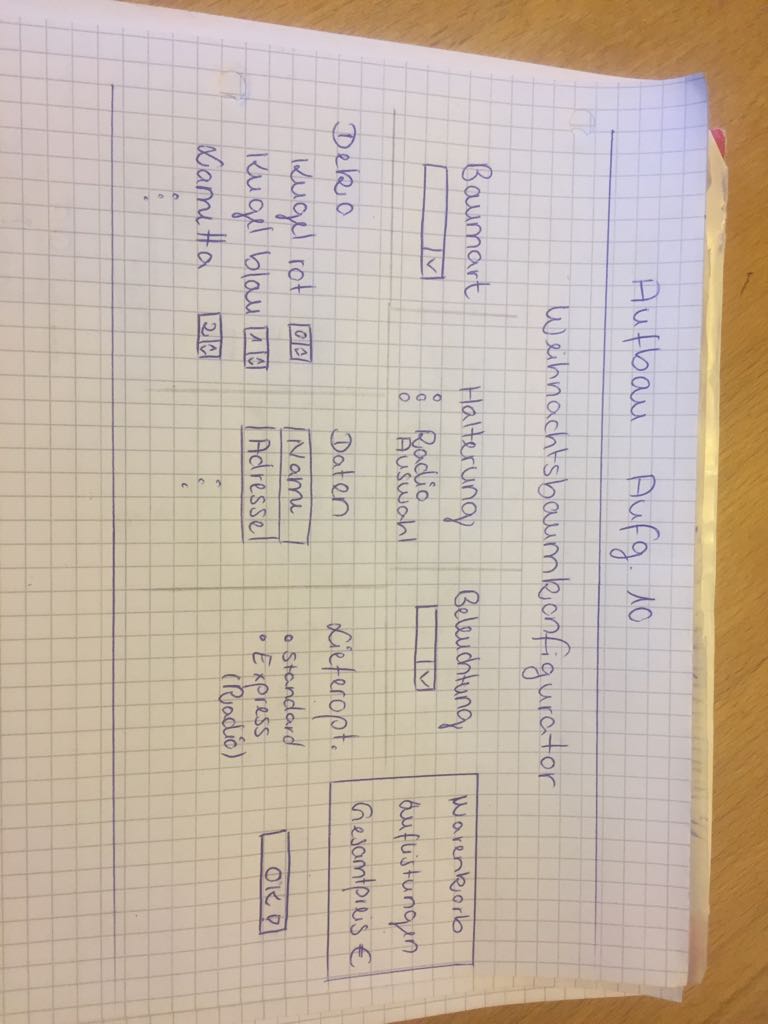 Aufbau Aufg. 10
Weihnachtsbaumkonfigurator
Baumart
Halterung
Radio
Auswahl
Beleuchtung
Warenkorb
Auflistungen
Gesamtpreis €
Deko
Kugel rot 0
Kugel blau 1
Lametta 2
Daten
Name
Adresse
Lieferopt.
Standard
Express
(Radio)
OK?